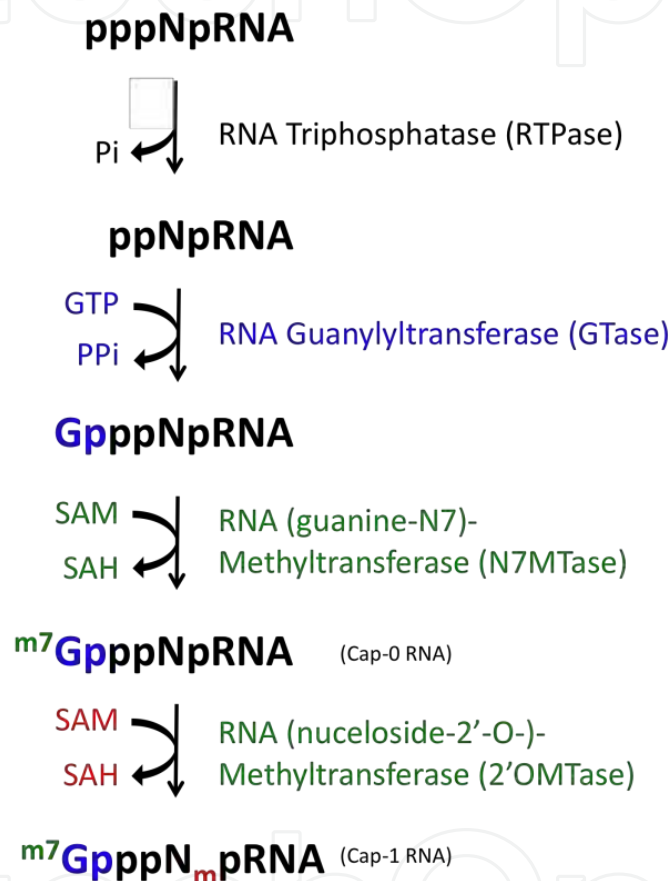 pppNpRNA
Pi
RNA Triphosphatase (RTPase)
ppNpRNA
GTP
PPi
RNA Guanylyltransferase (GTase)
GpppNpRNA
SAM
SAH
RNA (guanine-N7)-
Methyltransferase (N7MTase)
m7GpppNpRNA (Cap-0 RNA)
SAM
SAH
RNA (nuceloside-2’-O-)-
Methyltransferase (2’OMTase)
m7GpppNmpRNA (Cap-1 RNA)